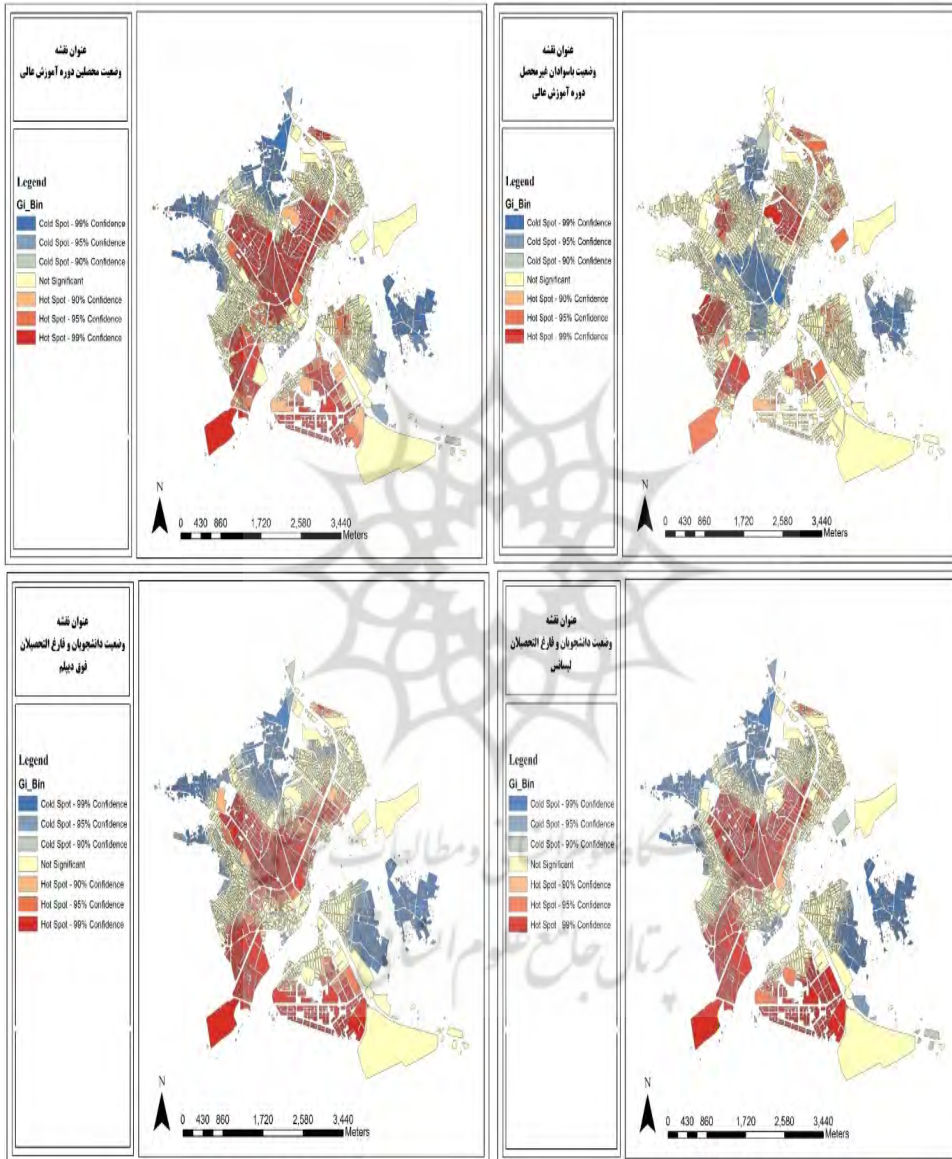 عنوان نقشه
وضعیت محصلین دوره آموزش عالی
Legend
Gi_Bin
Cold Spot - 99% Confidence
Cold Spot - 95% Confidence
Cold Spot - 90% Confidence
Not Significant
Hot Spot - 90% Confidence
Hot Spot - 95% Confidence
Hot Spot - 99% Confidence
N
0 430 860 1,720 2,580 3,440
Meters
عنوان نقشه
وضعیت باسوادان غیرمحصل
دوره آموزش عالی
Legend
Gi_Bin
Cold Spot - 99% Confidence
Cold Spot - 95% Confidence
Cold Spot - 90% Confidence
Not Significant
Hot Spot - 90% Confidence
Hot Spot - 95% Confidence
Hot Spot - 99% Confidence
N
0 430 860 1,720 2,580 3,440
Meters
عنوان نقشه
وضعیت دانشجویان و فارغ التحصیلان
فوق دیپلم
Legend
Gi_Bin
Cold Spot - 99% Confidence
Cold Spot - 95% Confidence
Cold Spot - 90% Confidence
Not Significant
Hot Spot - 90% Confidence
Hot Spot - 95% Confidence
Hot Spot - 99% Confidence
N
0 430 860 1,720 2,580 3,440
Meters
عنوان نقشه
وضعیت دانشجویان و فارغ التحصیلان
لیسانس
Legend
Gi_Bin
Cold Spot - 99% Confidence
Cold Spot - 95% Confidence
Cold Spot - 90% Confidence
Not Significant
Hot Spot - 90% Confidence
Hot Spot - 95% Confidence
Hot Spot - 99% Confidence
N
0 430 860 1,720 2,580 3,440
Meters
ومطالعات
پرتال جامع علوم انسانی